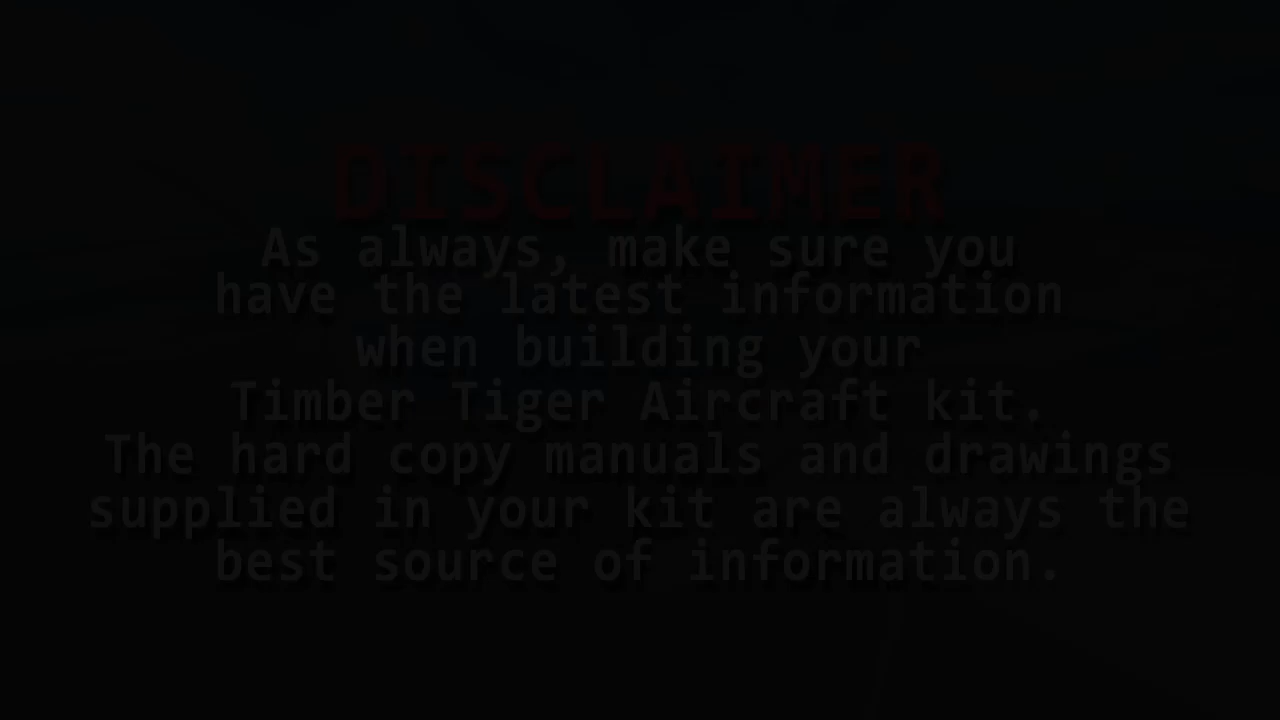 DISCLAIMER
As always, make sure you
have the latest information
when building your
Timber Tiger Aircraft kit.
The hard copy manuals and drawings
supplied in your kit are always the
best source of information.